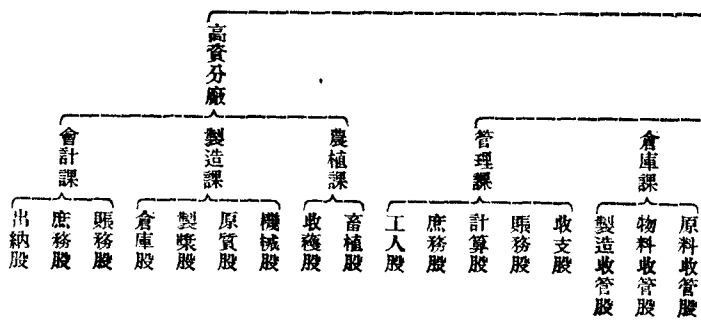 倉庫課
原料收管股
物料收管股
製造收管股
管理課
收支股
賬務股
計算股
庶務股
工人股
高資分廠
農植課
畜植股
收穫股
製造課
機械股
原質股
製漿股
倉庫股
會計課
賬務股
庶務股
出納股